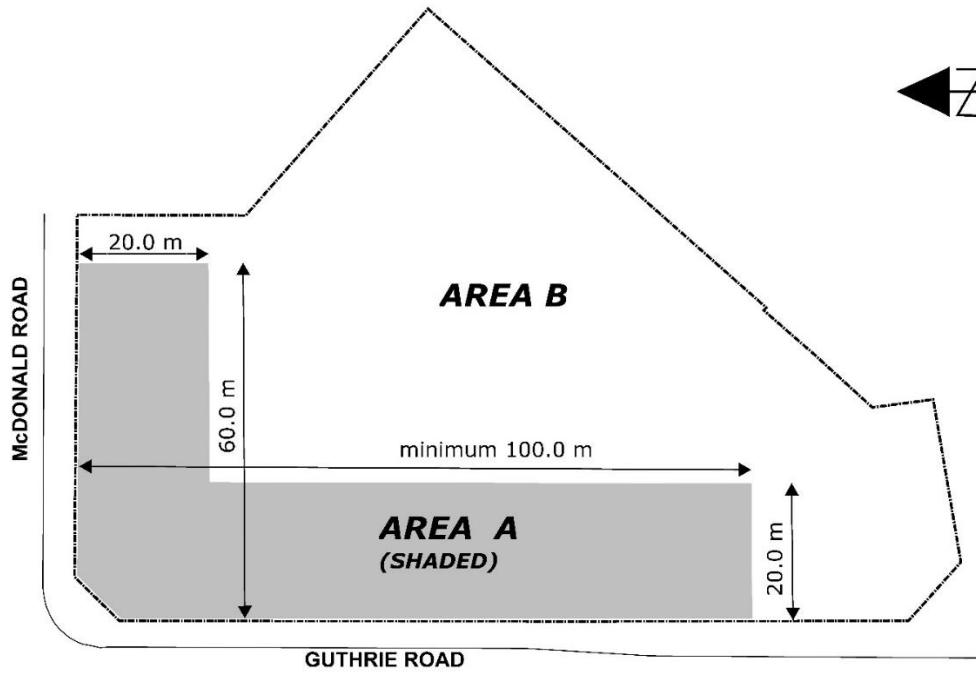 20.0 m
McDONALD ROAD
AREA B
60.0 m
minimum 100.0 m
AREA A
(SHADED)
20.0 m
GUTHRIE ROAD